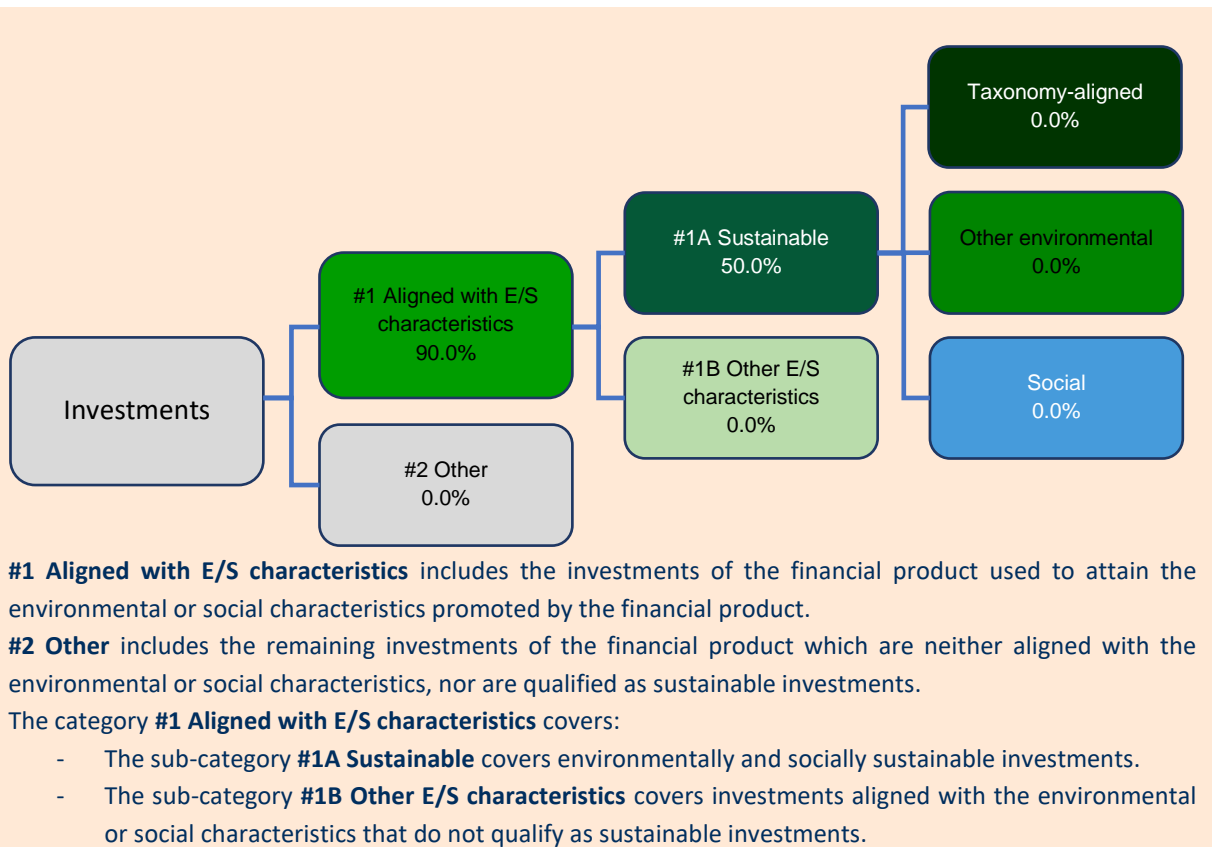 Taxonomy-aligned
0.0%
#1A Sustainable
50.0%
Other environmental
0.0%
#1 Aligned with E/S
characteristics
90.0%
#1B Other E/S
characteristics
0.0%
Social
0.0%
Investments
#2 Other
0.0%
#1 Aligned with E/S characteristics includes the investments of the financial product used to attain the
environmental or social characteristics promoted by the financial product.
#2 Other includes the remaining investments of the financial product which are neither aligned with the
environmental or social characteristics, nor are qualified as sustainable investments.
The category #1 Aligned with E/S characteristics covers:
- The sub-category #1A Sustainable covers environmentally and socially sustainable investments.
- The sub-category #1B Other E/S characteristics covers investments aligned with the environmental
or social characteristics that do not qualify as sustainable investments.